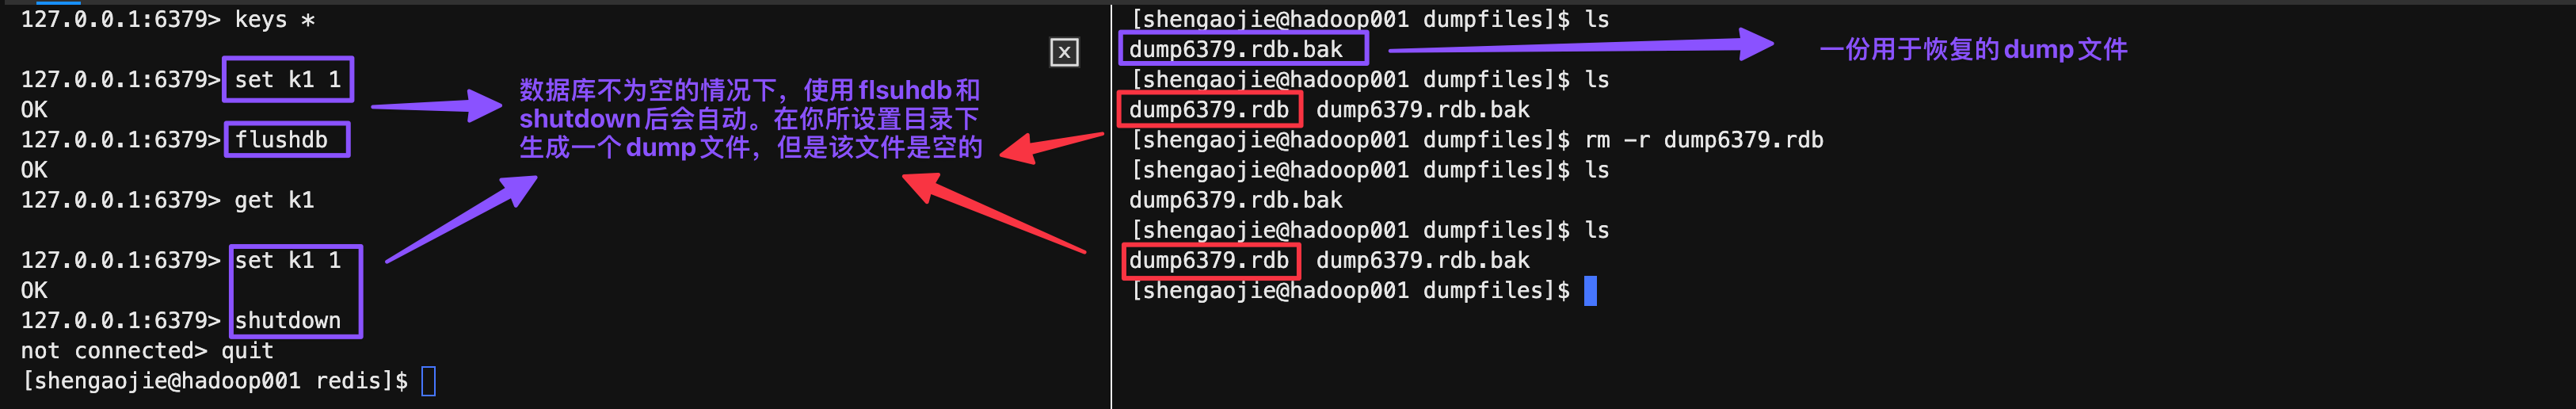 127.0.0.1:6379> keys *
127.0.0.1:6379> set k1 1
OK
127.0.0.1:6379> flushdb
OK
127.0.0.1:6379> get k1
127.0.0.1:6379> set k1 1
OK
127.0.0.1:6379> shutdown
not connected> quit
[shengaojie@hadoop001 redis]$
x
数据库不为空的情况下，使用flsuhdb和
shutdown后会自动。在你所设置目录下
生成一个dump文件，但是该文件是空的
[shengaojie@hadoop001 dumpfiles]$ ls
dump6379.rdb.bak
[shengaojie@hadoop001 dumpfiles]$ ls
dump6379.rdb  dump6379.rdb.bak
[shengaojie@hadoop001 dumpfiles]$ rm -r dump6379.rdb
[shengaojie@hadoop001 dumpfiles]$ ls
dump6379.rdb.bak
[shengaojie@hadoop001 dumpfiles]$ ls
dump6379.rdb  dump6379.rdb.bak
[shengaojie@hadoop001 dumpfiles]$
一份用于恢复的dump文件